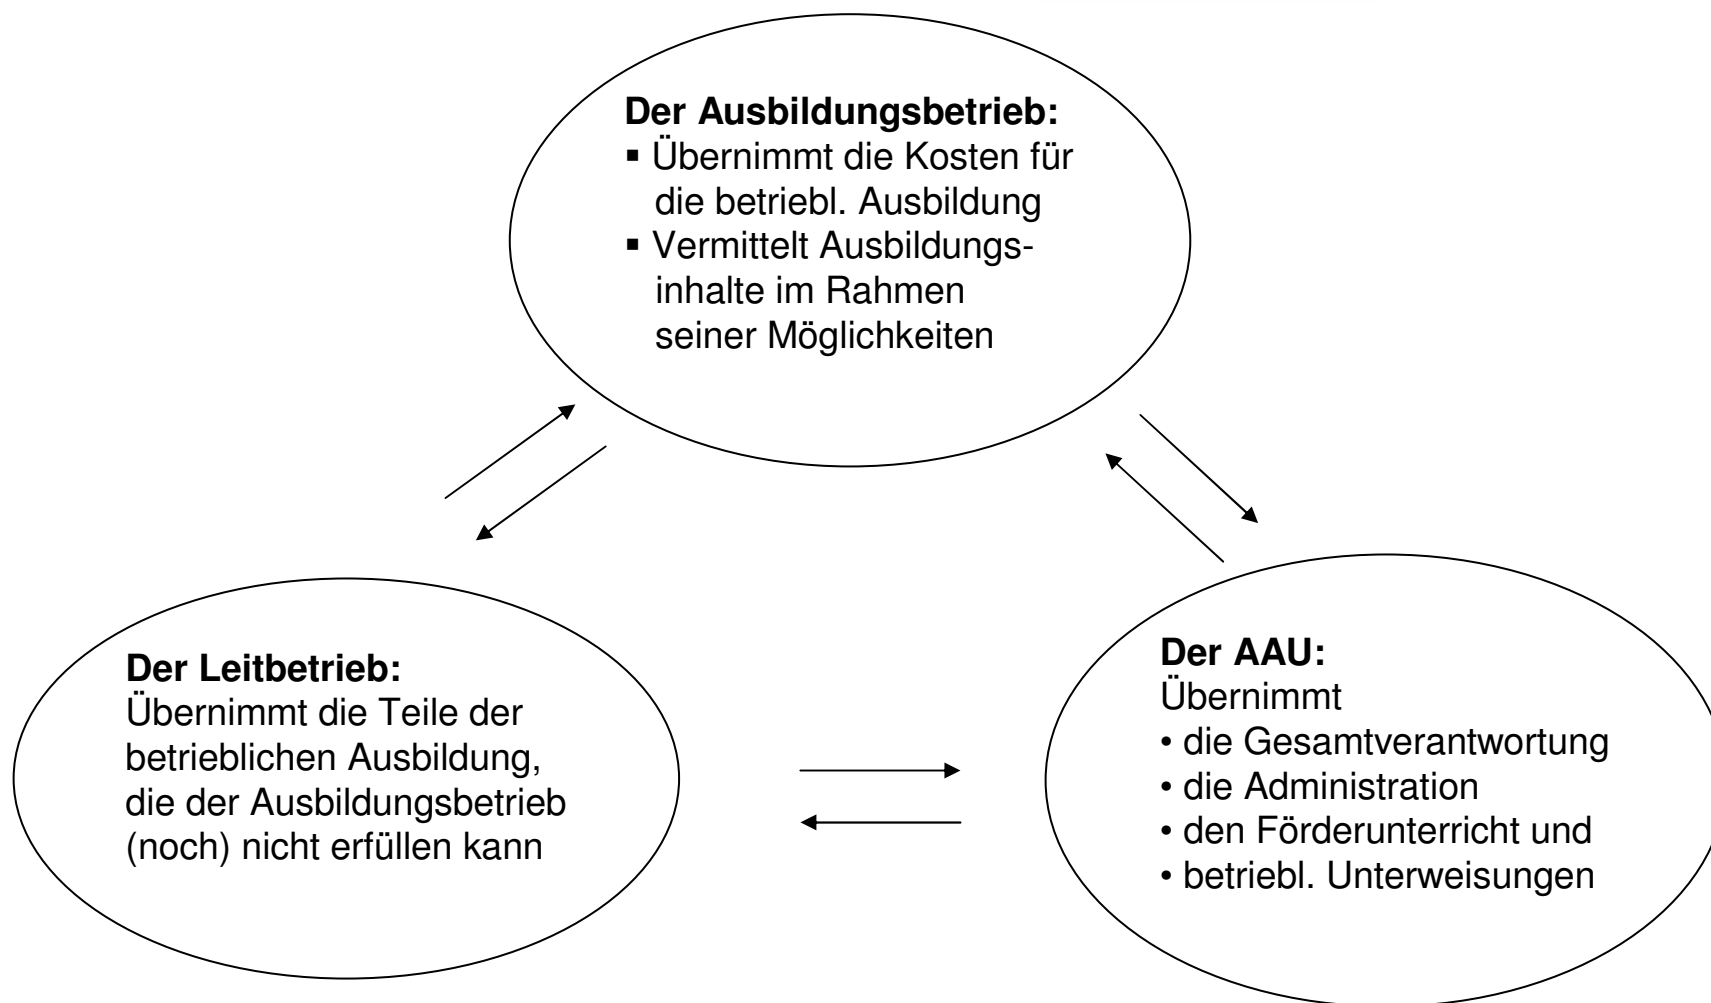 Der Ausbildungsbetrieb:
▪ Übernimmt die Kosten für
die betriebl. Ausbildung
▪ Vermittelt Ausbildungs-
inhalte im Rahmen
seiner Möglichkeiten
Der Leitbetrieb:
Übernimmt die Teile der
betrieblichen Ausbildung,
die der Ausbildungsbetrieb
(noch) nicht erfüllen kann
Der AAU:
Übernimmt
• die Gesamtverantwortung
• die Administration
• den Förderunterricht und
• betriebl. Unterweisungen